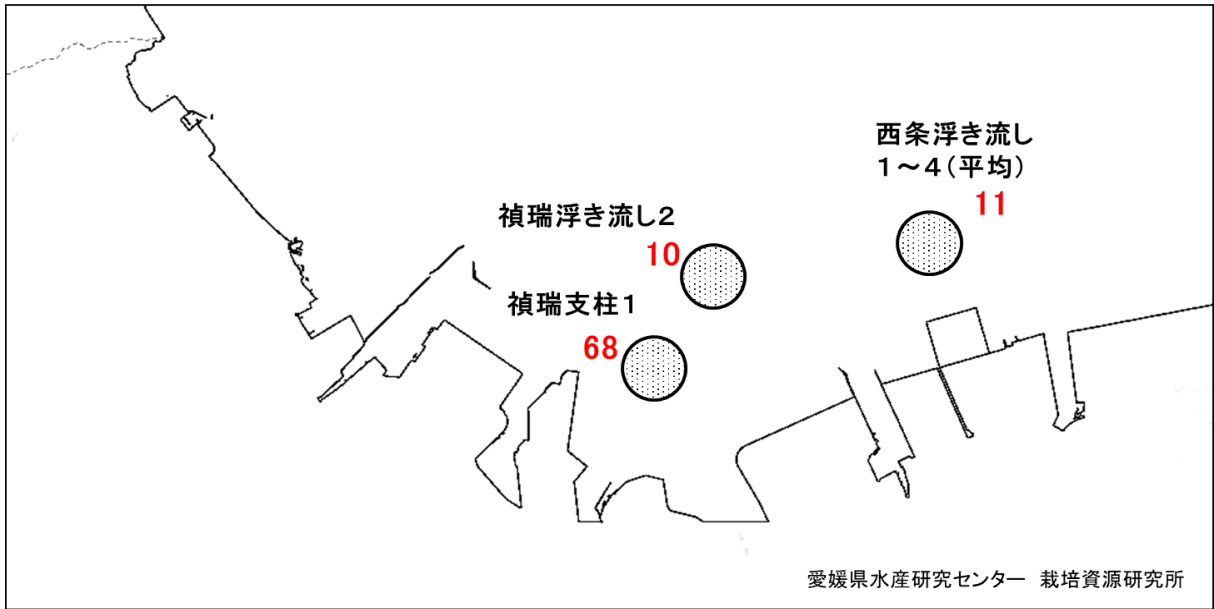 西条浮き流し
1～4(平均)
11
禎瑞浮き流し2
10
禎瑞支柱1
68
愛媛県水産研究センター 栽培資源研究所